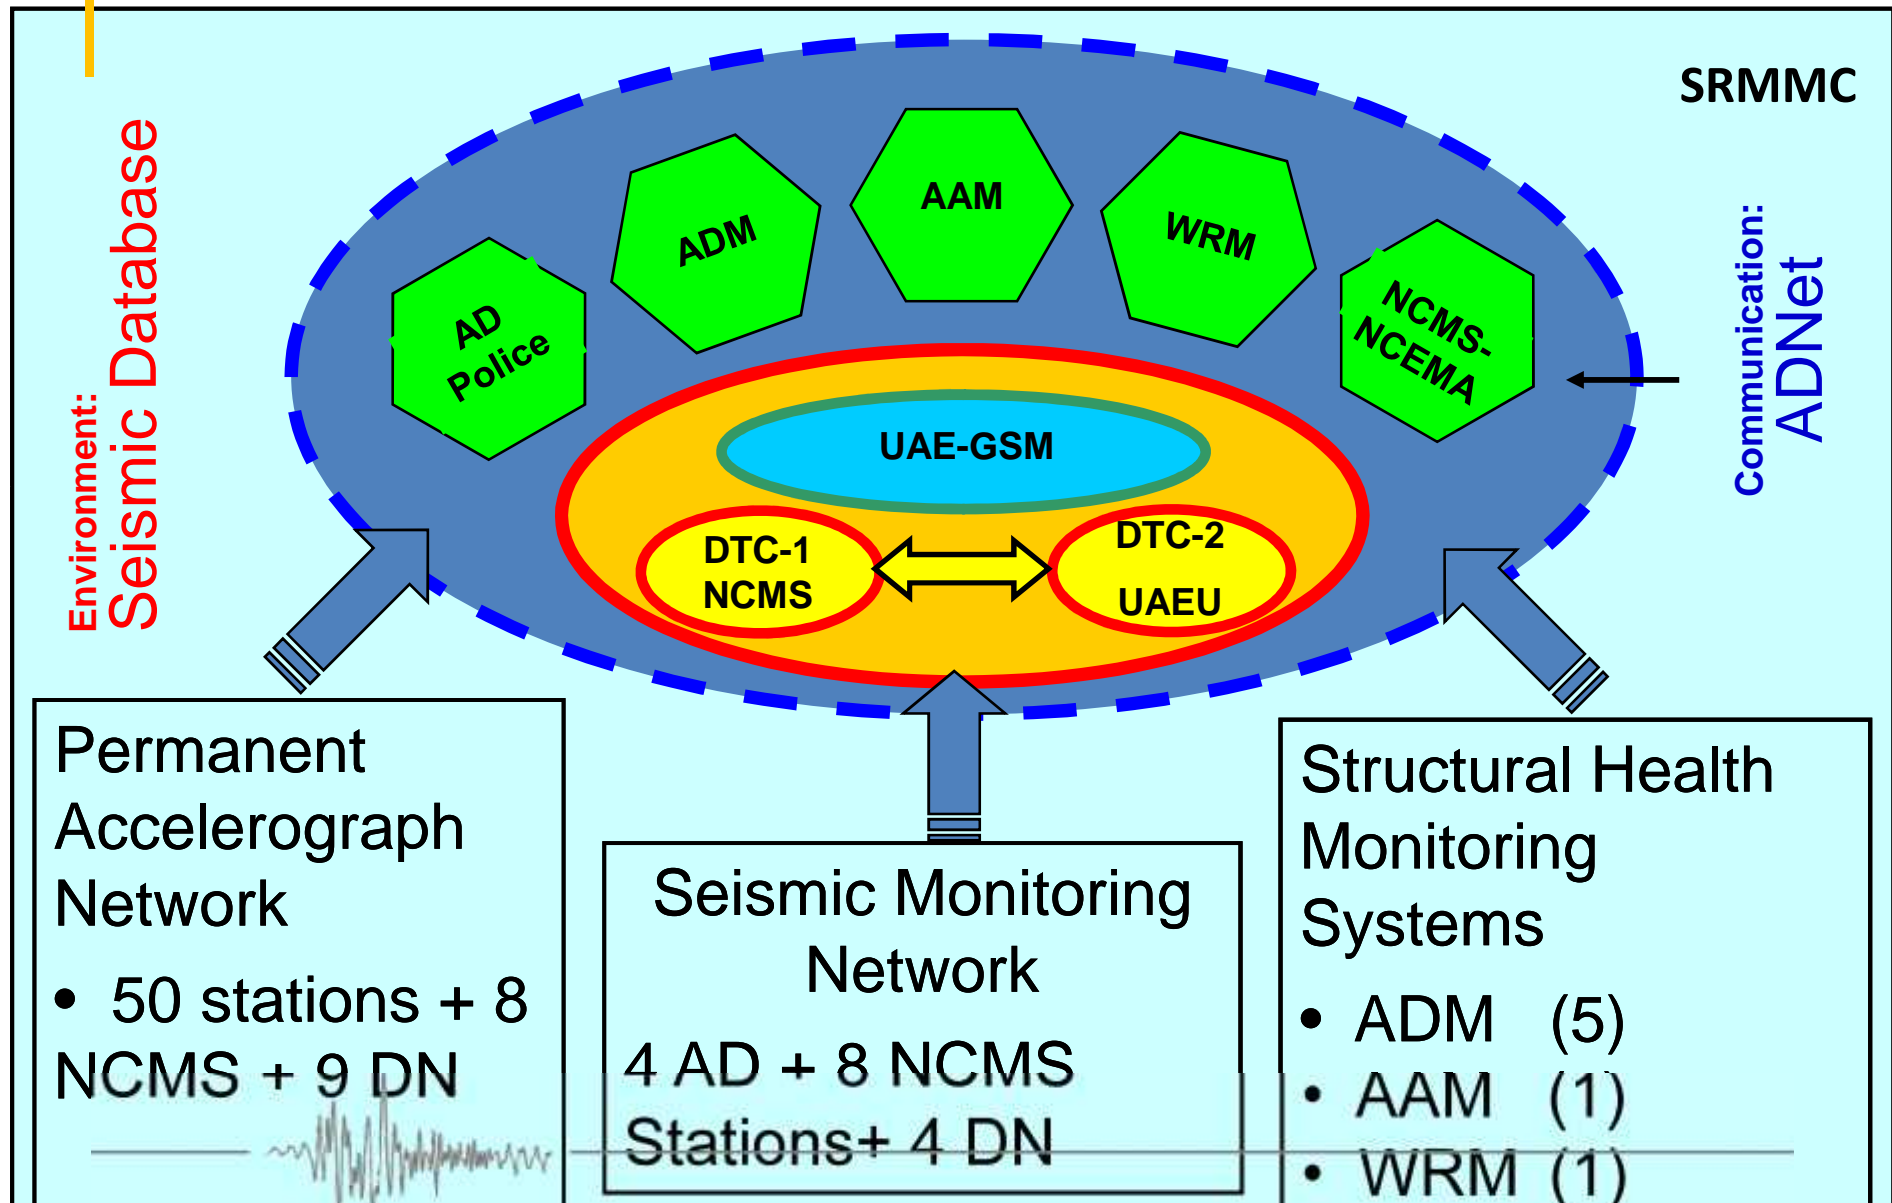 SRMMC
Environment:
Seismic Database
AD
Police
ADM
AAM
WRM
NCMS-
NCEMA
Communication:
ADNet
UAE-GSM
DTC-1
NCMS
DTC-2
UAEU
Permanent
Accelerograph
Network
• 50 stations + 8
NCMS + 9 DN
Seismic Monitoring
Network
4 AD + 8 NCMS
Stations+ 4 DN
Structural Health
Monitoring
Systems
• ADM (5)
• AAM (1)
• WRM (1)